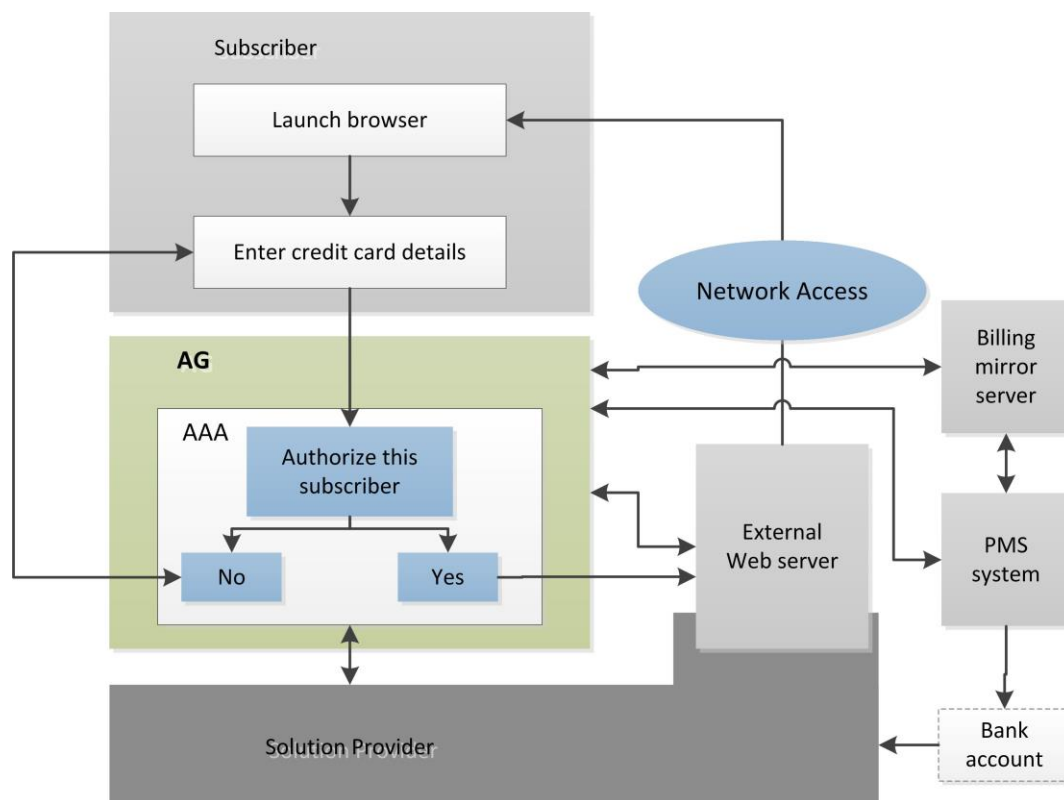 Subscriber
Launch browser
Enter credit card details
Network Access
AG
Billing
mirror
server
AAA
Authorize this
subscriber
External
Web server
PMS
system
No
Yes
Solution Provider
Bank
account